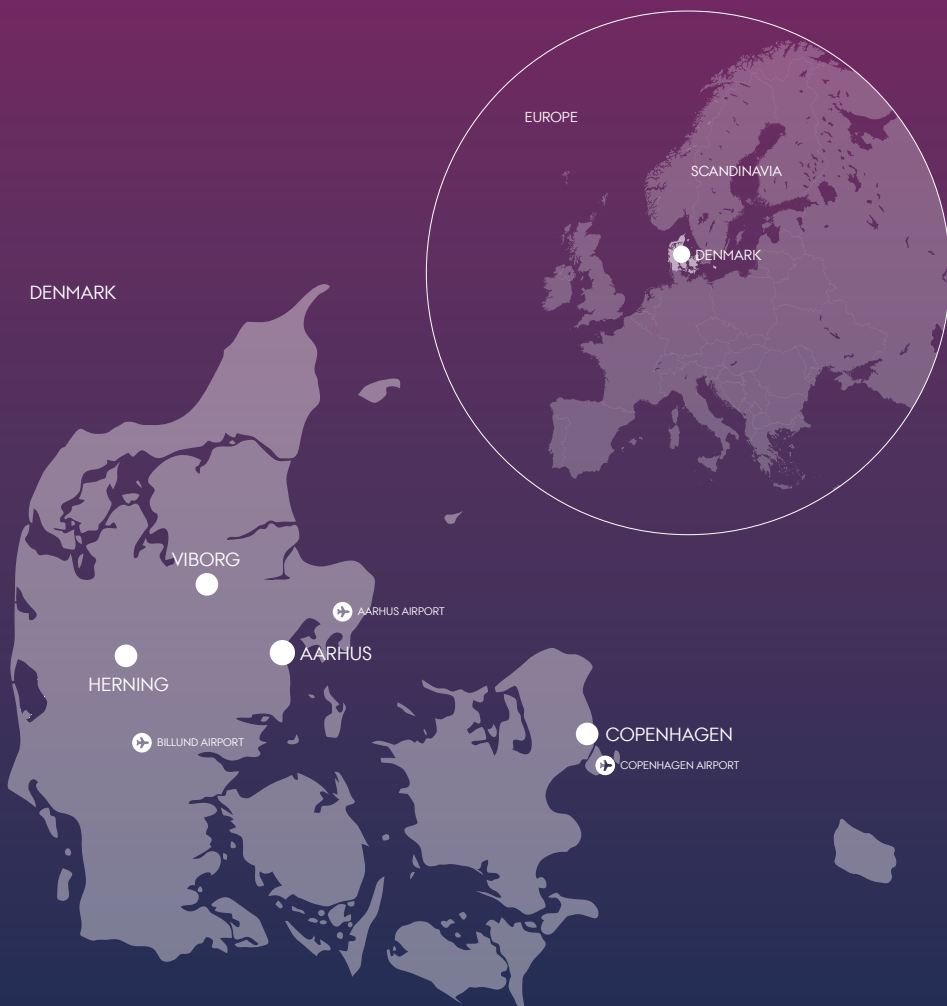 EUROPE
SCANDINAVIA
DENMARK
DENMARK
VIBORG
AARHUS AIRPORT
AARHUS
HERNING
COPENHAGEN
BILLUND AIRPORT
COPENHAGEN AIRPORT